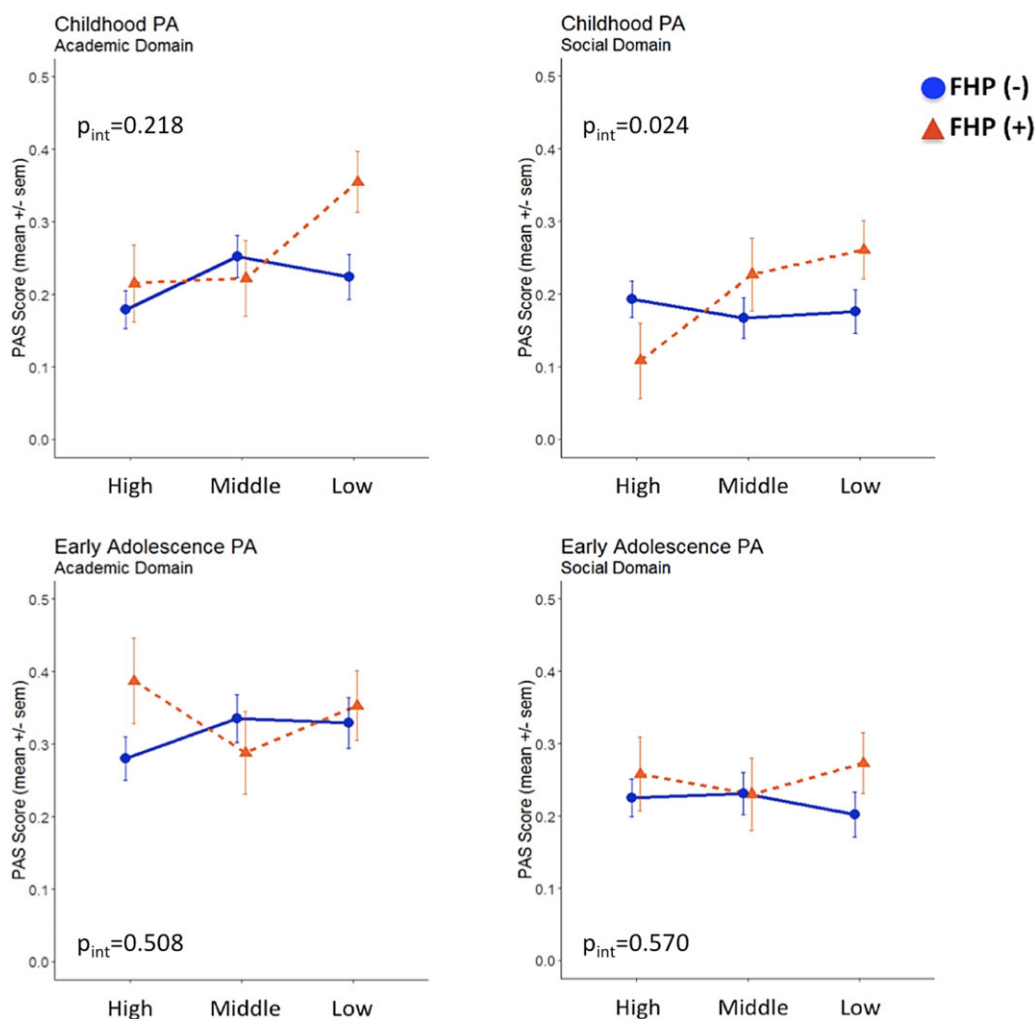 Childhood PA
Academic Domain
PAS Score (mean +/- sem)
0.5
0.4
0.3
0.2
0.1
0.0
p_int=0.218
High Middle Low
Childhood PA
Social Domain
PAS Score (mean +/- sem)
0.5
0.4
0.3
0.2
0.1
0.0
p_int=0.024
High Middle Low
FHP (-)
FHP (+)
Early Adolescence PA
Academic Domain
PAS Score (mean +/- sem)
0.5
0.4
0.3
0.2
0.1
0.0
p_int=0.508
High Middle Low
Early Adolescence PA
Social Domain
PAS Score (mean +/- sem)
0.5
0.4
0.3
0.2
0.1
0.0
p_int=0.570
High Middle Low